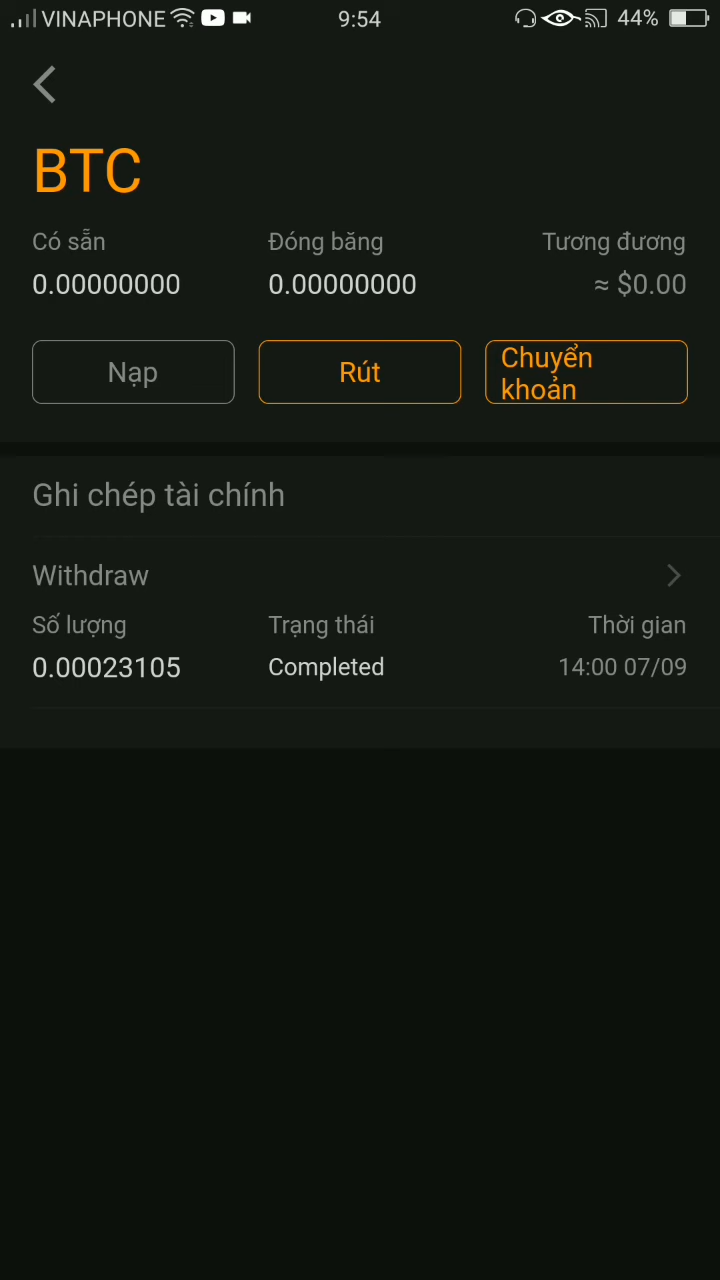 VINAPHONE 9:54 44%
BTC
Có sẵn Đóng băng Tương đương
0.00000000 0.00000000 ≈ $0.00
Nạp Rút Chuyển khoản
Ghi chép tài chính
Withdraw
Số lượng Trạng thái Thời gian
0.00023105 Completed 14:00 07/09